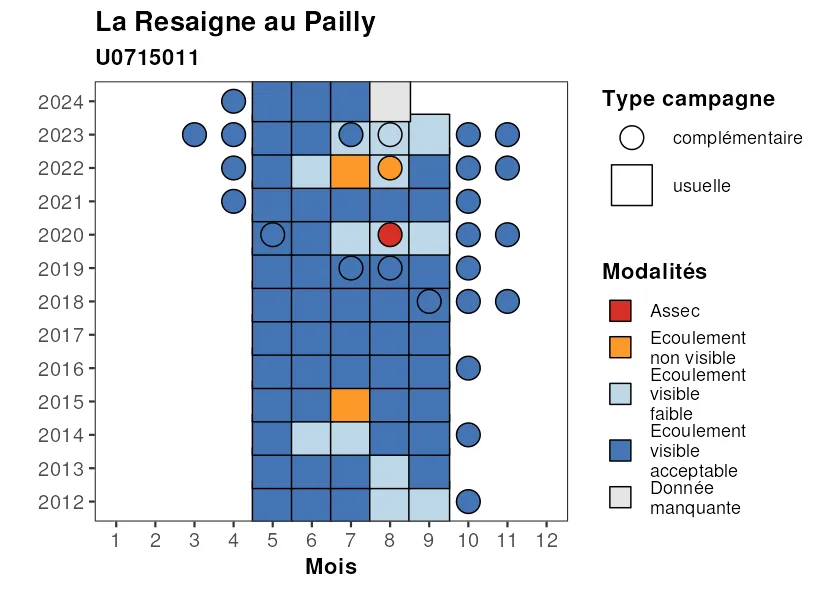 La Resaigne au Pailly
U0715011
2024
2023
2022
2021
2020
2019
2018
2017
2016
2015
2014
2013
2012
1 2 3 4 5 6 7 8 9 10 11 12
Mois
Type campagne
complémentaire
usuelle
Modalités
Assec
Ecoulement
non visible
Ecoulement
visible
faible
Ecoulement
visible
acceptable
Donnée
manquante